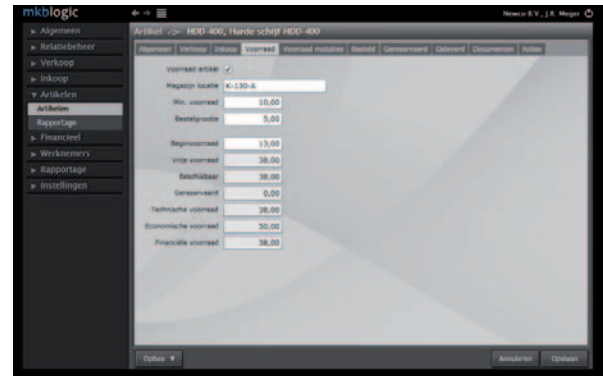 mkblogic
Newco B.V., J.R. Meijer
Algemeen
Relatiebeheer
Verkoop
Inkoop
Artikelen
Artikelen
Rapportage
Financieel
Werknemers
Rapportage
Instellingen
Artikel /> HDD-400, Harde schijf HDD-400
Algemeen Verkoop Inkoop Voorraad Voorraad mutaties Besteld Gereserveerd Geleverd Documenten Acties
Voorraad artikel
Magazijn locatie K-130-A
Min. voorraad 10,00
Bestelgrootte 5,00
Beginvoorraad 13,00
Vrije voorraad 38,00
Beschikbaar 38,00
Gereserveerd 0,00
Technische voorraad 38,00
Economische voorraad 50,00
Financiële voorraad 38,00
Opties Annuleren Opslaan